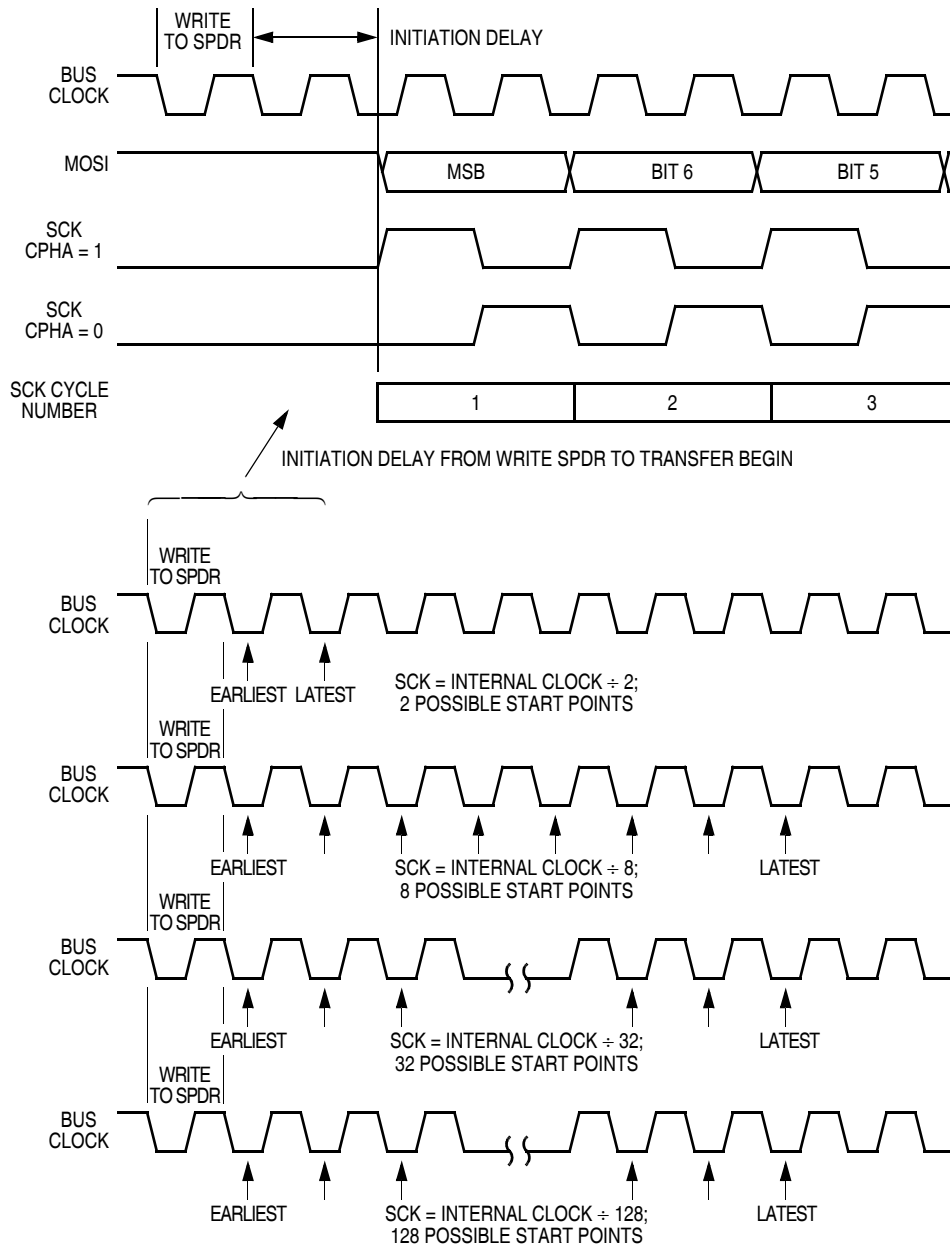 WRITE
TO SPDR
INITIATION DELAY
BUS
CLOCK
MOSI
MSB
BIT 6
BIT 5
SCK
CPHA = 1
SCK
CPHA = 0
SCK CYCLE
NUMBER
1
2
3
INITIATION DELAY FROM WRITE SPDR TO TRANSFER BEGIN
WRITE
TO SPDR
BUS
CLOCK
EARLIEST
LATEST
SCK = INTERNAL CLOCK ÷ 2;
2 POSSIBLE START POINTS
WRITE
TO SPDR
BUS
CLOCK
EARLIEST
SCK = INTERNAL CLOCK ÷ 8;
8 POSSIBLE START POINTS
LATEST
WRITE
TO SPDR
BUS
CLOCK
EARLIEST
SCK = INTERNAL CLOCK ÷ 32;
32 POSSIBLE START POINTS
LATEST
WRITE
TO SPDR
BUS
CLOCK
EARLIEST
SCK = INTERNAL CLOCK ÷ 128;
128 POSSIBLE START POINTS
LATEST